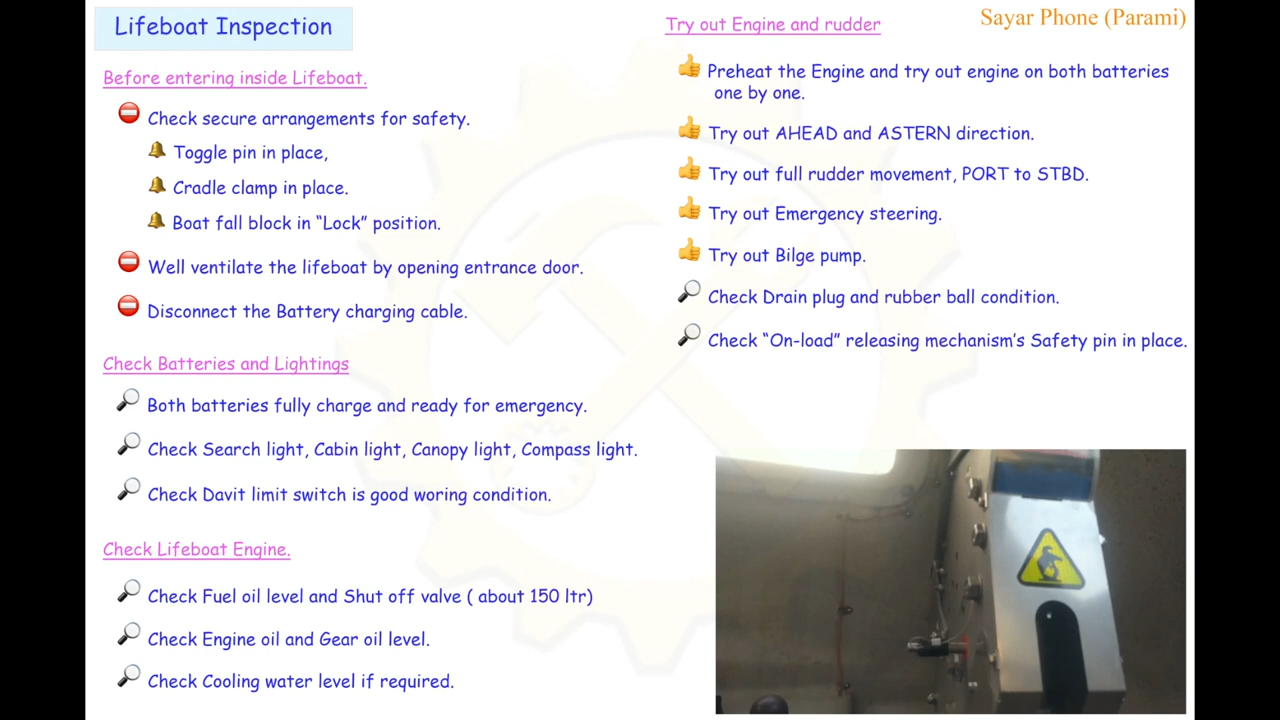 Lifeboat Inspection
Before entering inside Lifeboat.
Check secure arrangements for safety.
Toggle pin in place,
Cradle clamp in place.
Boat fall block in “Lock” position.
Well ventilate the lifeboat by opening entrance door.
Disconnect the Battery charging cable.
Check Batteries and Lightings
Both batteries fully charge and ready for emergency.
Check Search light, Cabin light, Canopy light, Compass light.
Check Davit limit switch is good woring condition.
Check Lifeboat Engine.
Check Fuel oil level and Shut off valve ( about 150 ltr)
Check Engine oil and Gear oil level.
Check Cooling water level if required.
Sayar Phone (Parami)
Try out Engine and rudder
Preheat the Engine and try out engine on both batteries
one by one.
Try out AHEAD and ASTERN direction.
Try out full rudder movement, PORT to STBD.
Try out Emergency steering.
Try out Bilge pump.
Check Drain plug and rubber ball condition.
Check “On-load” releasing mechanism’s Safety pin in place.